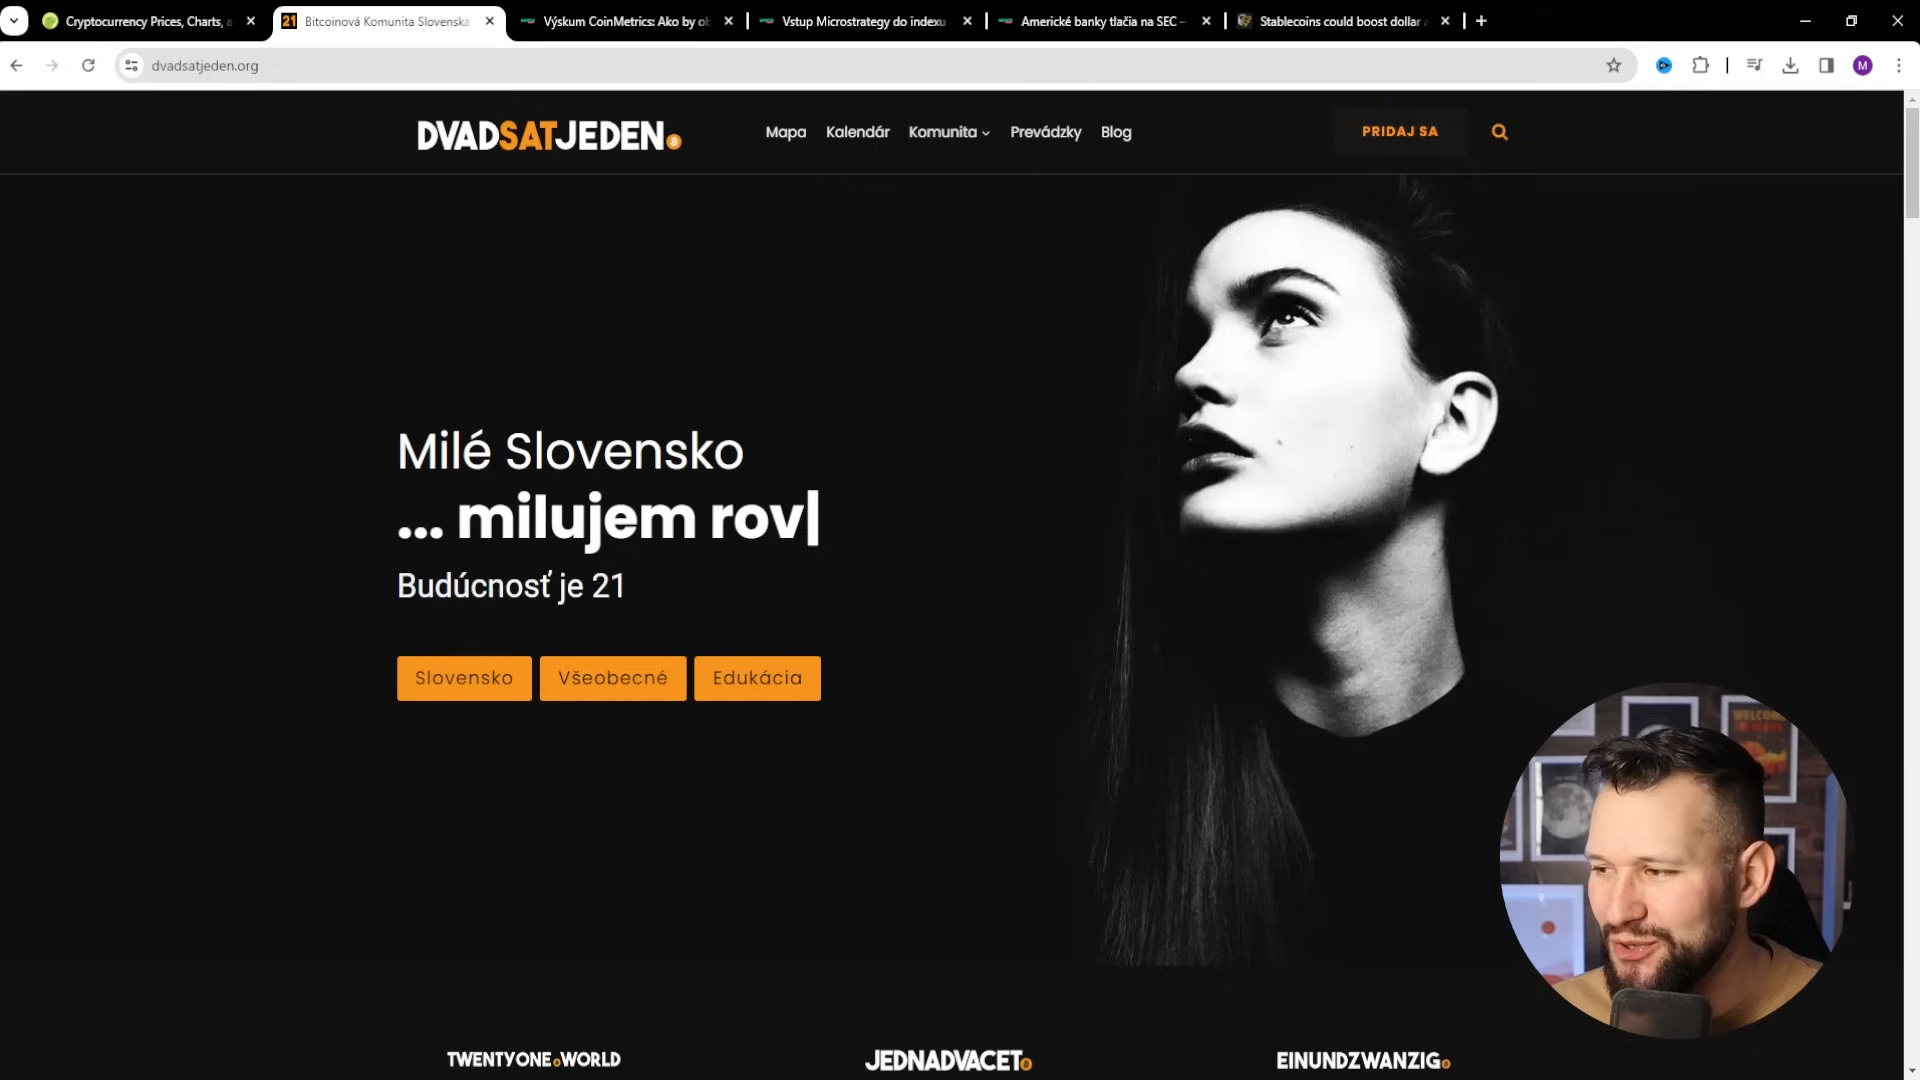 Cryptocurrency Prices, Charts, a
Bitcoinová Komunita Slovenska
Výskum CoinMetrics: Ako by ob
Vstup Microstrategy do indexu
Americké banky tlačia na SEC –
Stablecoins could boost dollar
dvadsatjeden.org
M
DVADSATJEDEN
Mapa
Kalendár
Komunita
Prevádzky
Blog
PRIDAJ SA
Milé Slovensko
... milujem rov|
Budúcnosť je 21
Slovensko
Všeobecné
Edukácia
TWENTYONE WORLD
JEDNADVACET
EINUNDZWANZIG